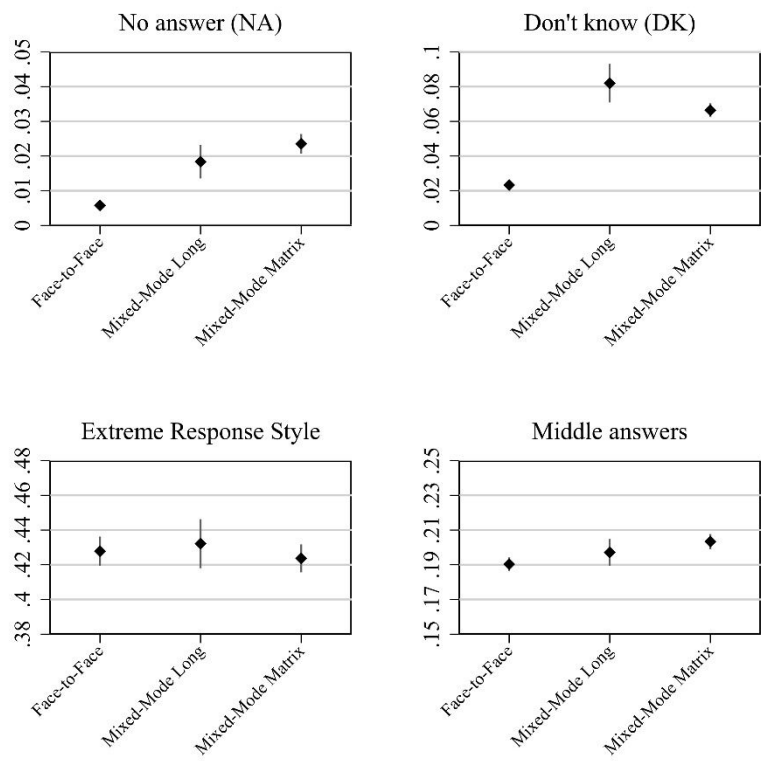 No answer (NA)
.05
.04
.03
.02
.01
0
Face-to-Face
Mixed-Mode Long
Mixed-Mode Matrix
Don't know (DK)
.1
.08
.06
.04
.02
0
Face-to-Face
Mixed-Mode Long
Mixed-Mode Matrix
Extreme Response Style
.48
.46
.44
.42
.4
.38
Face-to-Face
Mixed-Mode Long
Mixed-Mode Matrix
Middle answers
.25
.23
.21
.19
.17
.15
Face-to-Face
Mixed-Mode Long
Mixed-Mode Matrix